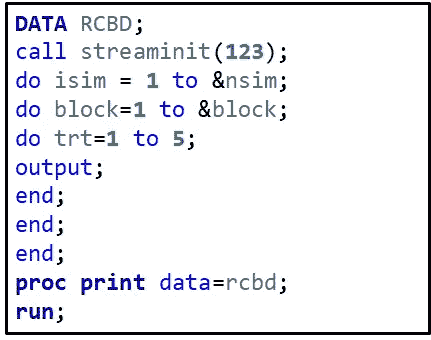 DATA RCBD;
call streaminit(123);
do isim = 1 to &nsim;
do block=1 to &block;
do trt=1 to 5;
output;
end;
end;
end;
proc print data=rcbd;
run;